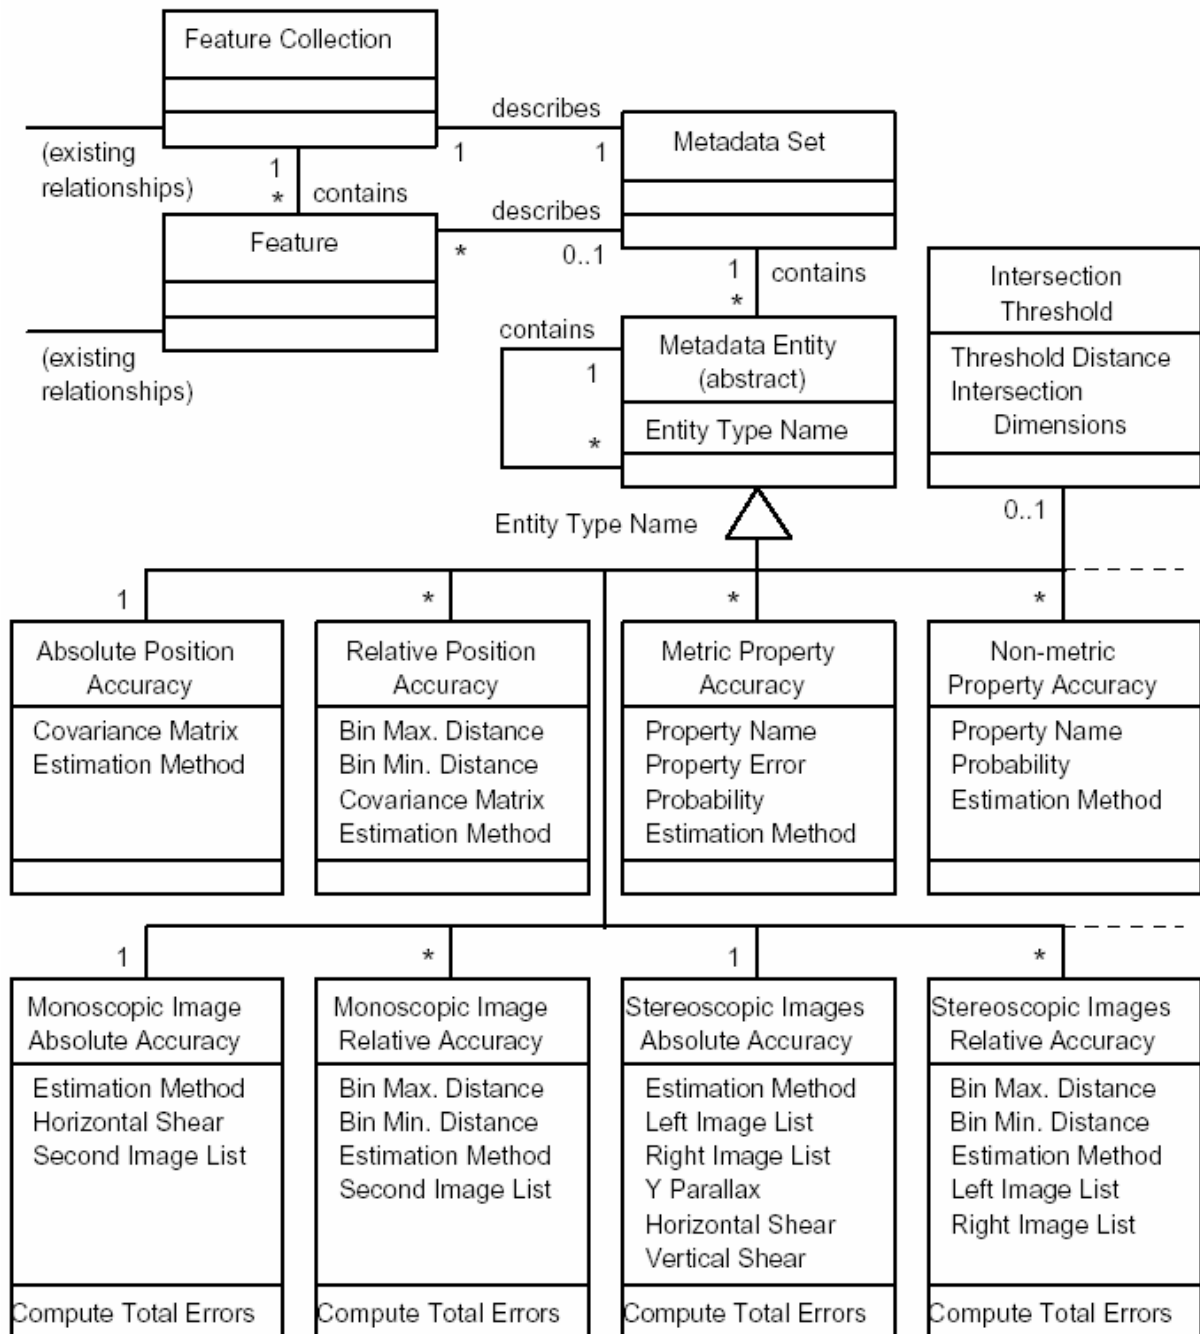 Feature Collection
describes
1
1
Metadata Set
(existing
relationships)
1
*
contains
Feature
describes
*
0..1
(existing
relationships)
1
*
contains
Intersection
Threshold
Threshold Distance
Intersection
Dimensions
0..1
contains
1
*
Metadata Entity
(abstract)
Entity Type Name
Entity Type Name
1
*
*
*
Absolute Position
Accuracy
Covariance Matrix
Estimation Method
Relative Position
Accuracy
Bin Max. Distance
Bin Min. Distance
Covariance Matrix
Estimation Method
Metric Property
Accuracy
Property Name
Property Error
Probability
Estimation Method
Non-metric
Property Accuracy
Property Name
Probability
Estimation Method
1
*
1
*
Monoscopic Image
Absolute Accuracy
Estimation Method
Horizontal Shear
Second Image List
Compute Total Errors
Monoscopic Image
Relative Accuracy
Bin Max. Distance
Bin Min. Distance
Estimation Method
Second Image List
Compute Total Errors
Stereoscopic Images
Absolute Accuracy
Estimation Method
Left Image List
Right Image List
Y Parallax
Horizontal Shear
Vertical Shear
Compute Total Errors
Stereoscopic Images
Relative Accuracy
Bin Max. Distance
Bin Min. Distance
Estimation Method
Left Image List
Right Image List
Compute Total Errors